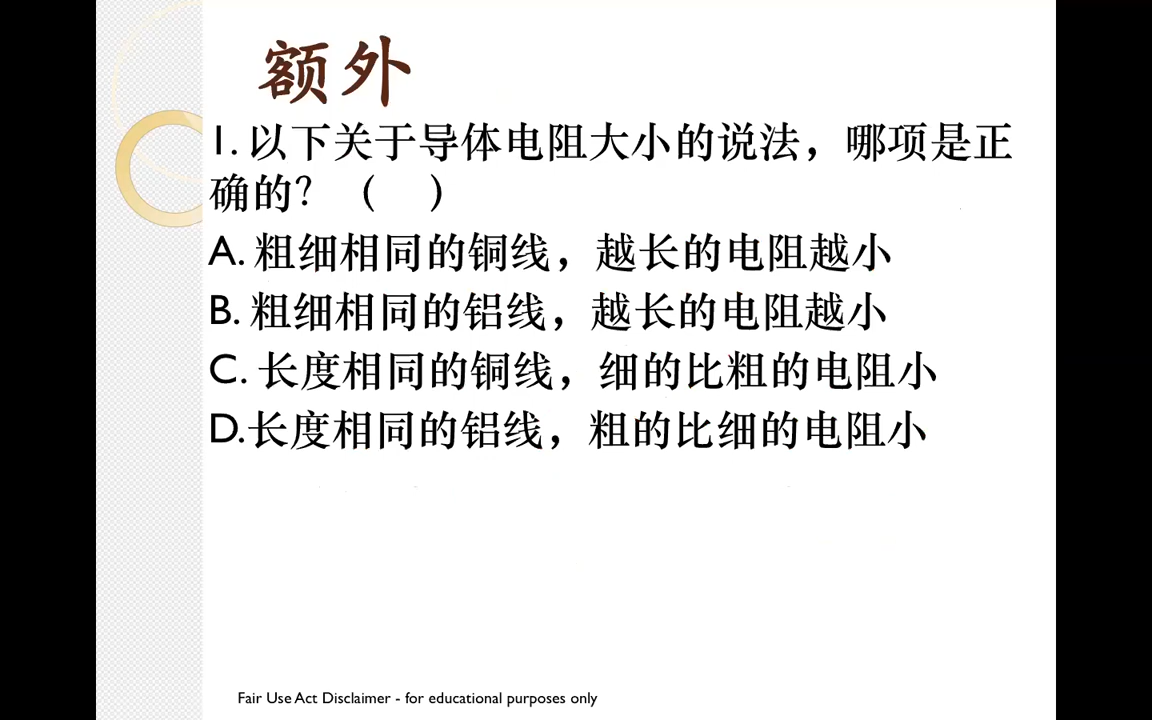 额外
1. 以下关于导体电阻大小的说法，哪项是正
确的？（ ）
A. 粗细相同的铜线，越长的电阻越小
B. 粗细相同的铝线，越长的电阻越小
C. 长度相同的铜线，细的比粗的电阻小
D.长度相同的铝线，粗的比细的电阻小
Fair Use Act Disclaimer - for educational purposes only